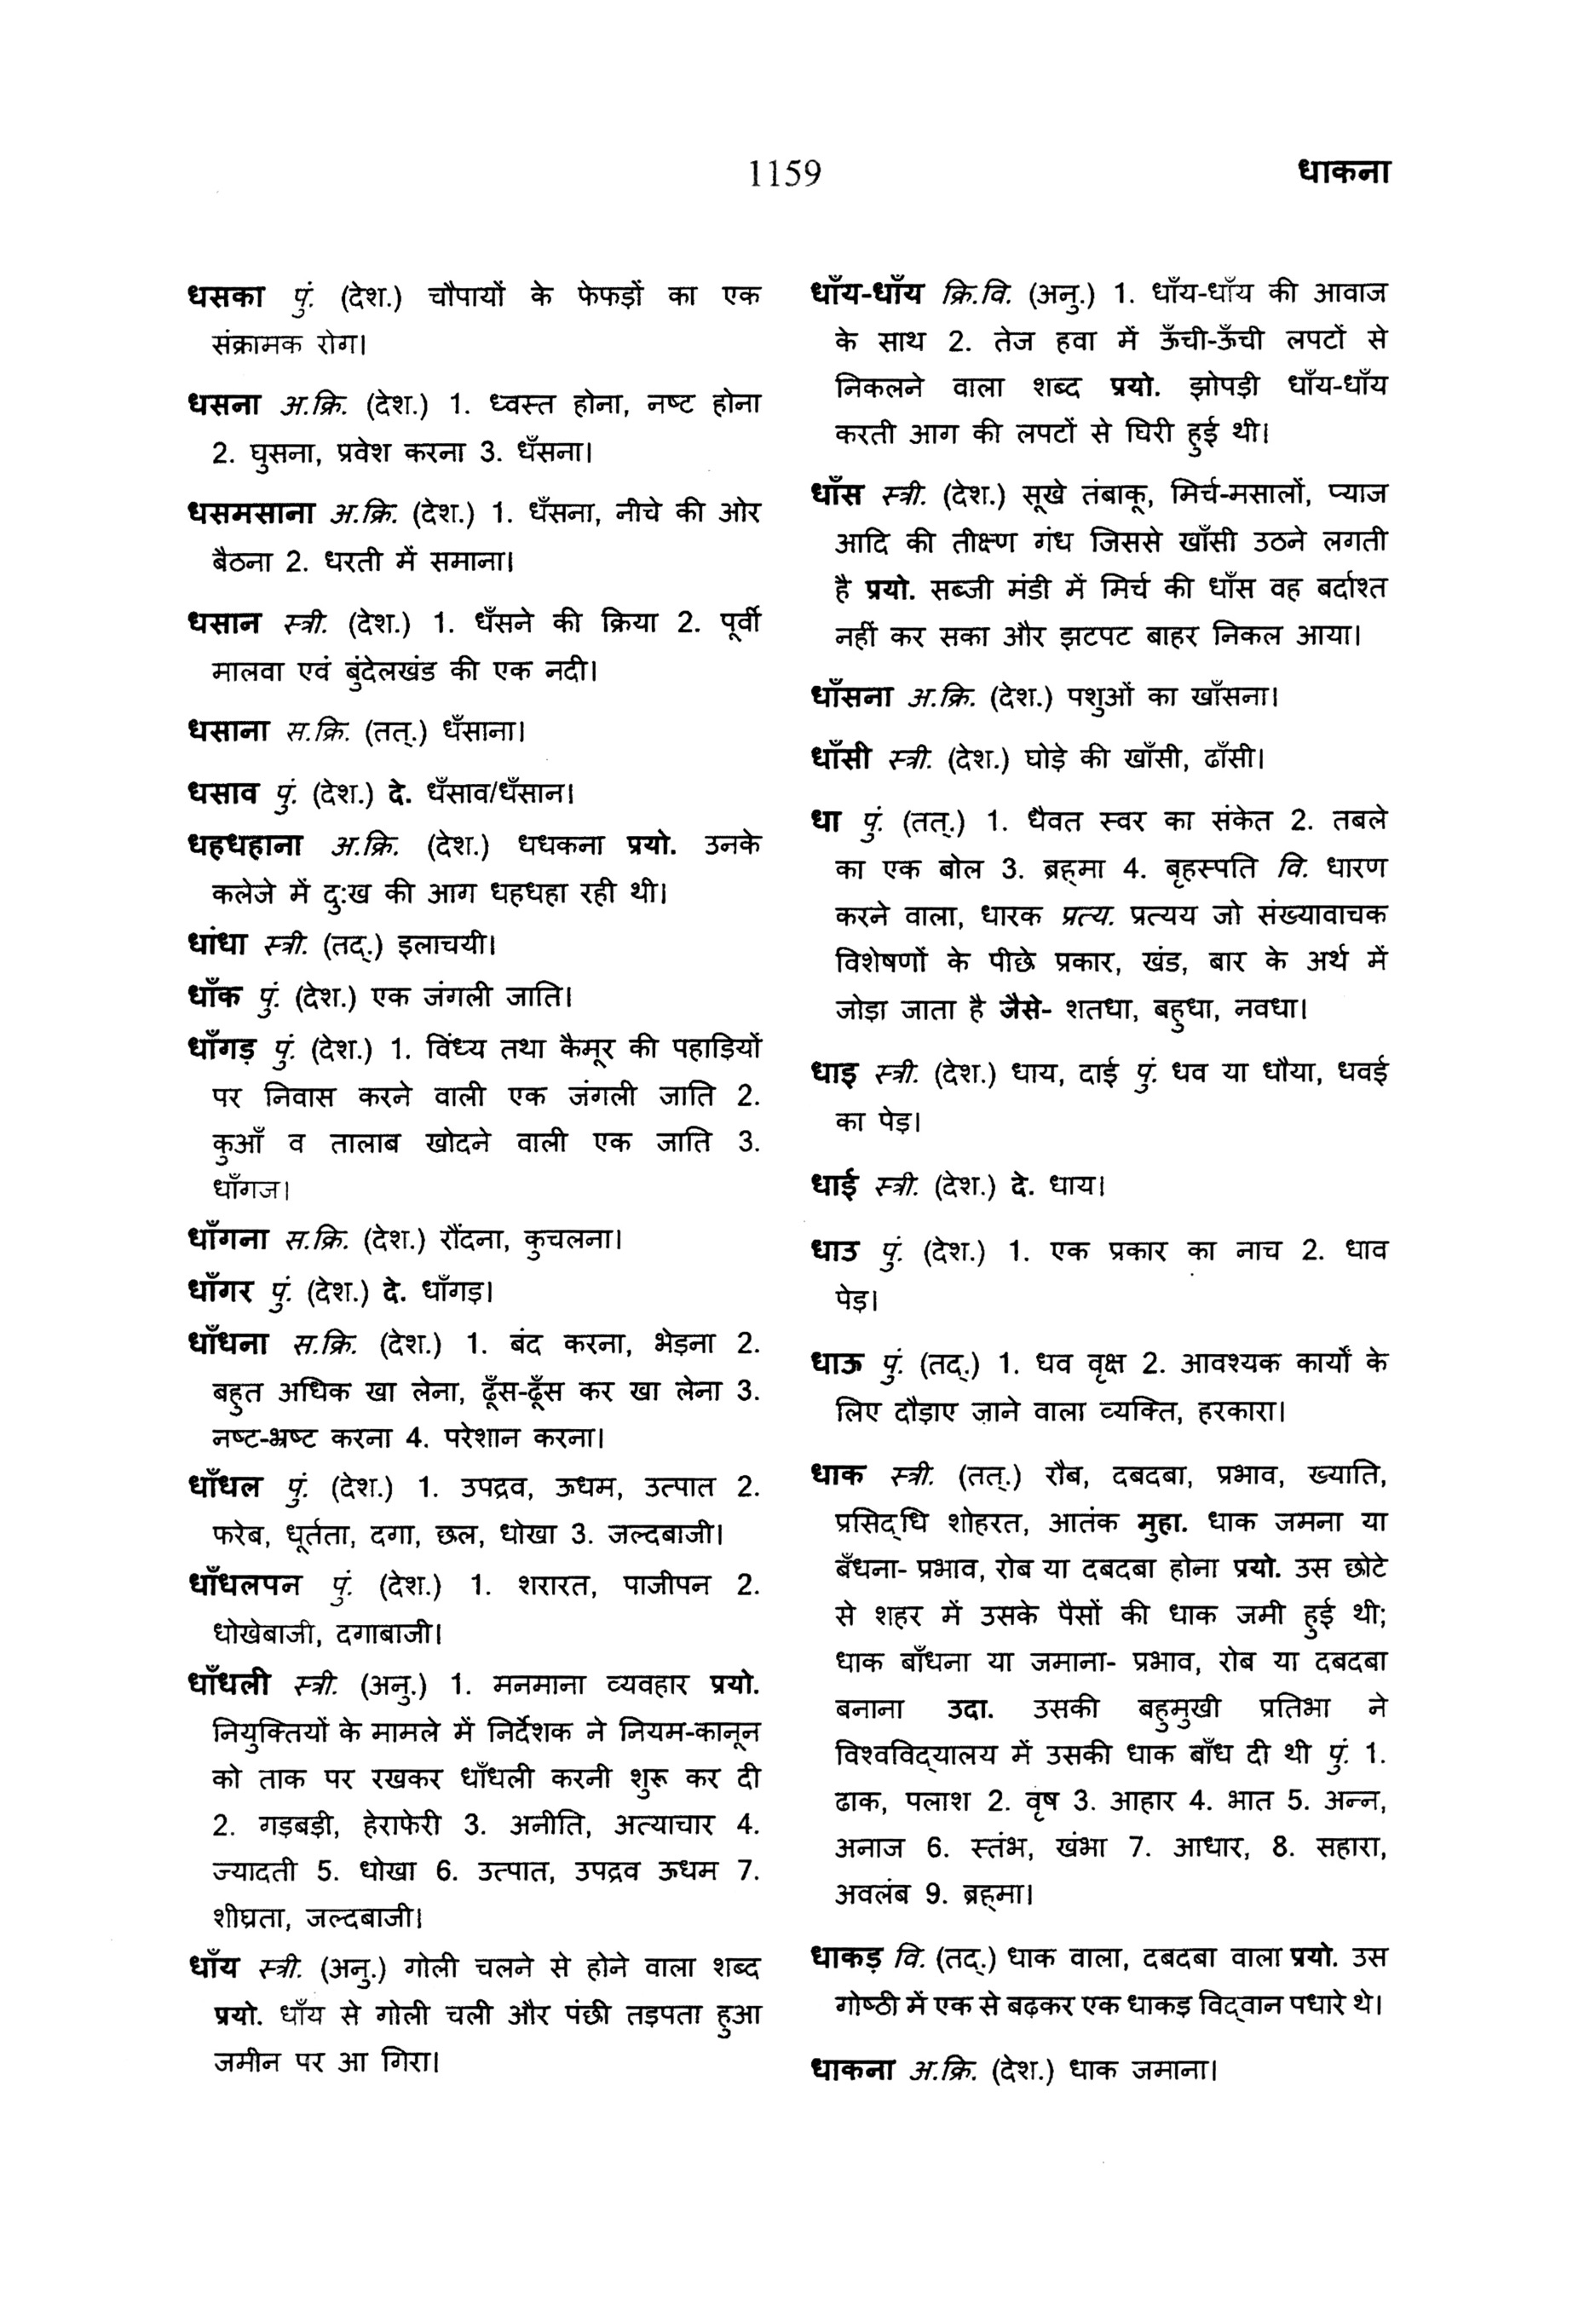 1159
धाकना
धसका पुं. (देश.) चौपायों के फेफड़ों का एक
संक्रामक रोग।
धसना अ.क्रि. (देश.) 1. ध्वस्त होना, नष्ट होना
2. घुसना, प्रवेश करना 3. धँसना।
धसमसाना अ.क्रि. (देश.) 1. धँसना, नीचे की ओर
बैठना 2. धरती में समाना।
धसान स्त्री. (देश.) 1. धँसने की क्रिया 2. पूर्वी
मालवा एवं बुंदेलखंड की एक नदी।
धसाना स.क्रि. (तत्.) धँसाना।
धसाव पुं. (देश.) दे. धँसाव/धँसान।
धहधहाना अ.क्रि. (देश.) धधकना प्रयो. उनके
कलेजे में दु:ख की आग धहधहा रही थी।
धांधा स्त्री. (तद्.) इलाचयी।
धाँक पुं. (देश.) एक जंगली जाति।
धाँगड़ पुं. (देश.) 1. विंध्य तथा कैमूर की पहाड़ियों
पर निवास करने वाली एक जंगली जाति 2.
कुआँ व तालाब खोदने वाली एक जाति 3.
धाँगज।
धाँगना स.क्रि. (देश.) रौंदना, कुचलना।
धाँगर पुं. (देश.) दे. धाँगड़।
धाँधना स.क्रि. (देश.) 1. बंद करना, भेड़ना 2.
बहुत अधिक खा लेना, ढूँस-ढूँस कर खा लेना 3.
नष्ट-भ्रष्ट करना 4. परेशान करना।
धाँधल पुं. (देश.) 1. उपद्रव, ऊधम, उत्पात 2.
फरेब, धूर्तता, दगा, छल, धोखा 3. जल्दबाजी।
धाँधलपन पुं. (देश.) 1. शरारत, पाजीपन 2.
धोखेबाजी, दगाबाजी।
धाँधली स्त्री. (अनु.) 1. मनमाना व्यवहार प्रयो.
नियुक्तियों के मामले में निर्देशक ने नियम-कानून
को ताक पर रखकर धाँधली करनी शुरू कर दी
2. गड़बड़ी, हेराफेरी 3. अनीति, अत्याचार 4.
ज्यादती 5. धोखा 6. उत्पात, उपद्रव ऊधम 7.
शीघ्रता, जल्दबाजी।
धाँय स्त्री. (अनु.) गोली चलने से होने वाला शब्द
प्रयो. धाँय से गोली चली और पंछी तड़पता हुआ
जमीन पर आ गिरा।
धाँय-धाँय क्रि.वि. (अनु.) 1. धाँय-धाँय की आवाज
के साथ 2. तेज हवा में ऊँची-ऊँची लपटों से
निकलने वाला शब्द प्रयो. झोपड़ी धाँय-धाँय
करती आग की लपटों से घिरी हुई थी।
धाँस स्त्री. (देश.) सूखे तंबाकू, मिर्च-मसालों, प्याज
आदि की तीक्ष्ण गंध जिससे खाँसी उठने लगती
है प्रयो. सब्जी मंडी में मिर्च की धाँस वह बर्दाश्त
नहीं कर सका और झटपट बाहर निकल आया।
धाँसना अ.क्रि. (देश.) पशुओं का खाँसना।
धाँसी स्त्री. (देश.) घोड़े की खाँसी, ढाँसी।
धा पुं. (तत्.) 1. धैवत स्वर का संकेत 2. तबले
का एक बोल 3. ब्रह्‌मा 4. बृहस्पति वि. धारण
करने वाला, धारक प्रत्य. प्रत्यय जो संख्यावाचक
विशेषणों के पीछे प्रकार, खंड, बार के अर्थ में
जोड़ा जाता है जैसे- शतधा, बहुधा, नवधा।
धाइ स्त्री. (देश.) धाय, दाई पुं. धव या धौया, धवई
का पेड़।
धाई स्त्री. (देश.) दे. धाय।
धाउ पुं. (देश.) 1. एक प्रकार का नाच 2. धाव
पेड़।
धाऊ पुं. (तद्.) 1. धव वृक्ष 2. आवश्यक कार्यों के
लिए दौड़ाए जाने वाला व्यक्ति, हरकारा।
धाक स्त्री. (तत्.) रौब, दबदबा, प्रभाव, ख्याति,
प्रसिद्‌धि शोहरत, आतंक मुहा. धाक जमना या
बँधना- प्रभाव, रोब या दबदबा होना प्रयो. उस छोटे
से शहर में उसके पैसों की धाक जमी हुई थी;
धाक बाँधना या जमाना- प्रभाव, रोब या दबदबा
बनाना उदा. उसकी बहुमुखी प्रतिभा ने
विश्वविद्‌यालय में उसकी धाक बाँध दी थी पुं. 1.
ढाक, पलाश 2. वृष 3. आहार 4. भात 5. अन्न,
अनाज 6. स्तंभ, खंभा 7. आधार, 8. सहारा,
अवलंब 9. ब्रह्‌मा।
धाकड़ वि. (तद्.) धाक वाला, दबदबा वाला प्रयो. उस
गोष्ठी में एक से बढ़कर एक धाकड़ विद्‌वान पधारे थे।
धाकना अ.क्रि. (देश.) धाक जमाना।